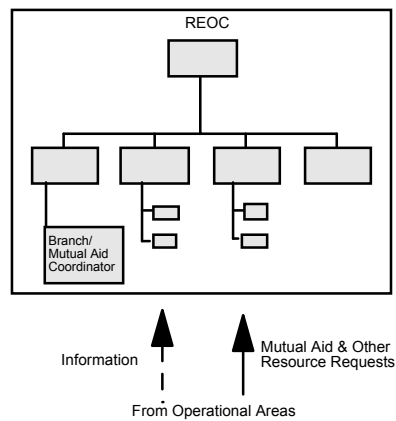 REOC
Branch/
Mutual Aid
Coordinator
Information
Mutual Aid & Other
Resource Requests
From Operational Areas